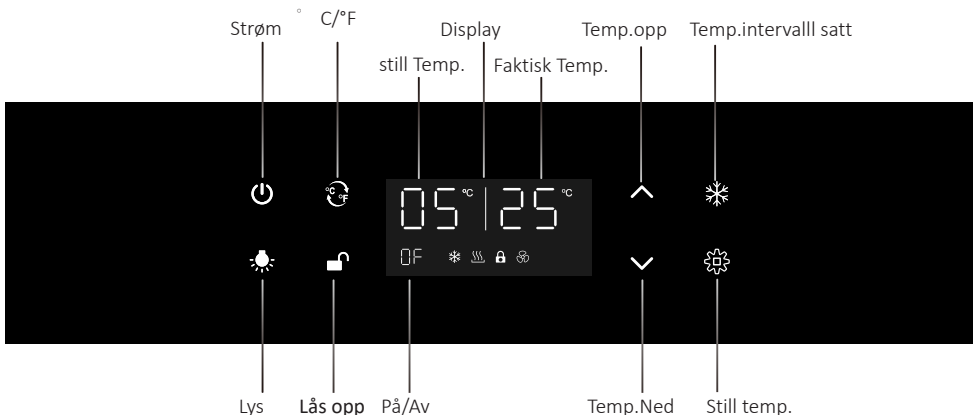 Strøm
° C/°F
Display
Temp.opp
Temp.intervalll satt
still Temp.
Faktisk Temp.
°C °F
05 °C | 25 °C
0F
Lys
Lås opp
På/Av
Temp.Ned
Still temp.